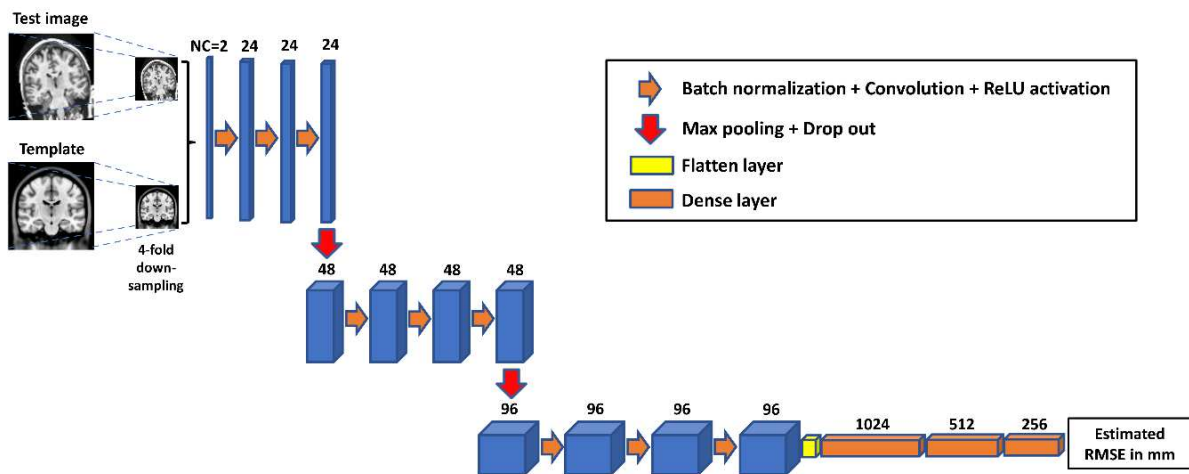 Test image
NC=2 24 24 24
Template
4-fold
down-
sampling
Batch normalization + Convolution + ReLU activation
Max pooling + Drop out
Flatten layer
Dense layer
48 48 48 48
96 96 96 96
1024 512 256
Estimated
RMSE in mm